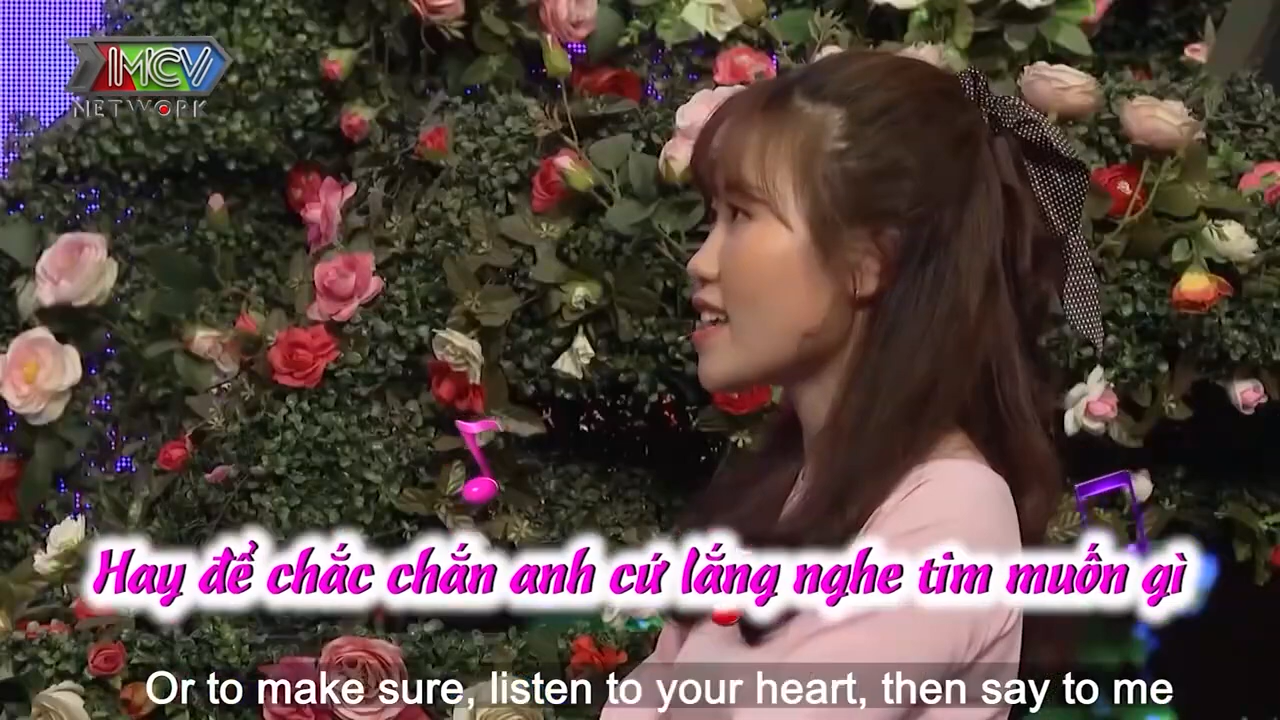 MCV
NETWORK
Hay để chắc chắn anh cứ lắng nghe tim muốn gì
Or to make sure, listen to your heart, then say to me